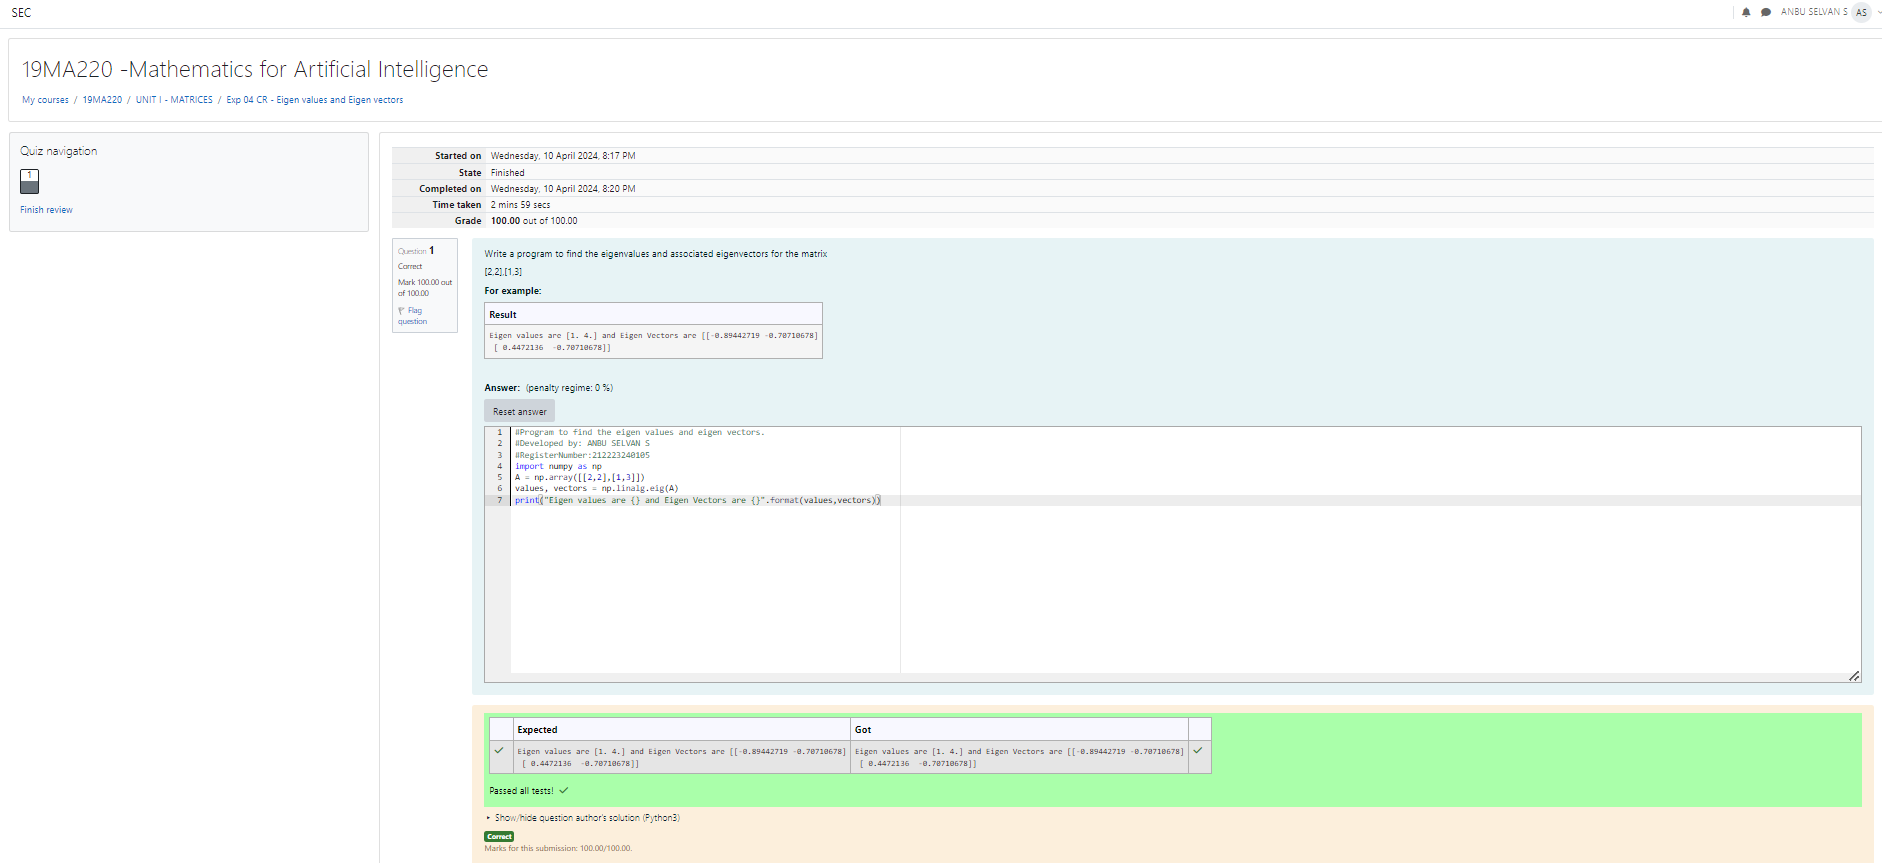 SEC
ANBU SELVAN S AS
19MA220 -Mathematics for Artificial Intelligence
My courses / 19MA220 / UNIT I - MATRICES / Exp 04 CR - Eigen values and Eigen vectors
Quiz navigation
1
Finish review
Started on Wednesday, 10 April 2024, 8:17 PM
State Finished
Completed on Wednesday, 10 April 2024, 8:20 PM
Time taken 2 mins 59 secs
Grade 100.00 out of 100.00
Question 1
Correct
Mark 100.00 out
of 100.00
Flag
question
Write a program to find the eigenvalues and associated eigenvectors for the matrix
[2,2],[1,3]
For example:
Result
Eigen values are [1. 4.] and Eigen Vectors are [[-0.89442719 -0.70710678]
[ 0.4472136 -0.70710678]]
Answer: (penalty regime: 0 %)
Reset answer
1 #Program to find the eigen values and eigen vectors.
2 #Developed by: ANBU SELVAN S
3 #RegisterNumber:212223240105
4 import numpy as np
5 A = np.array([[2,2],[1,3]])
6 values, vectors = np.linalg.eig(A)
7 print("Eigen values are {} and Eigen Vectors are {}".format(values,vectors))
Expected Got
Eigen values are [1. 4.] and Eigen Vectors are [[-0.89442719 -0.70710678] Eigen values are [1. 4.] and Eigen Vectors are [[-0.89442719 -0.70710678]
[ 0.4472136 -0.70710678]] [ 0.4472136 -0.70710678]]
Passed all tests!
Show/hide question author's solution (Python3)
Correct
Marks for this submission: 100.00/100.00.